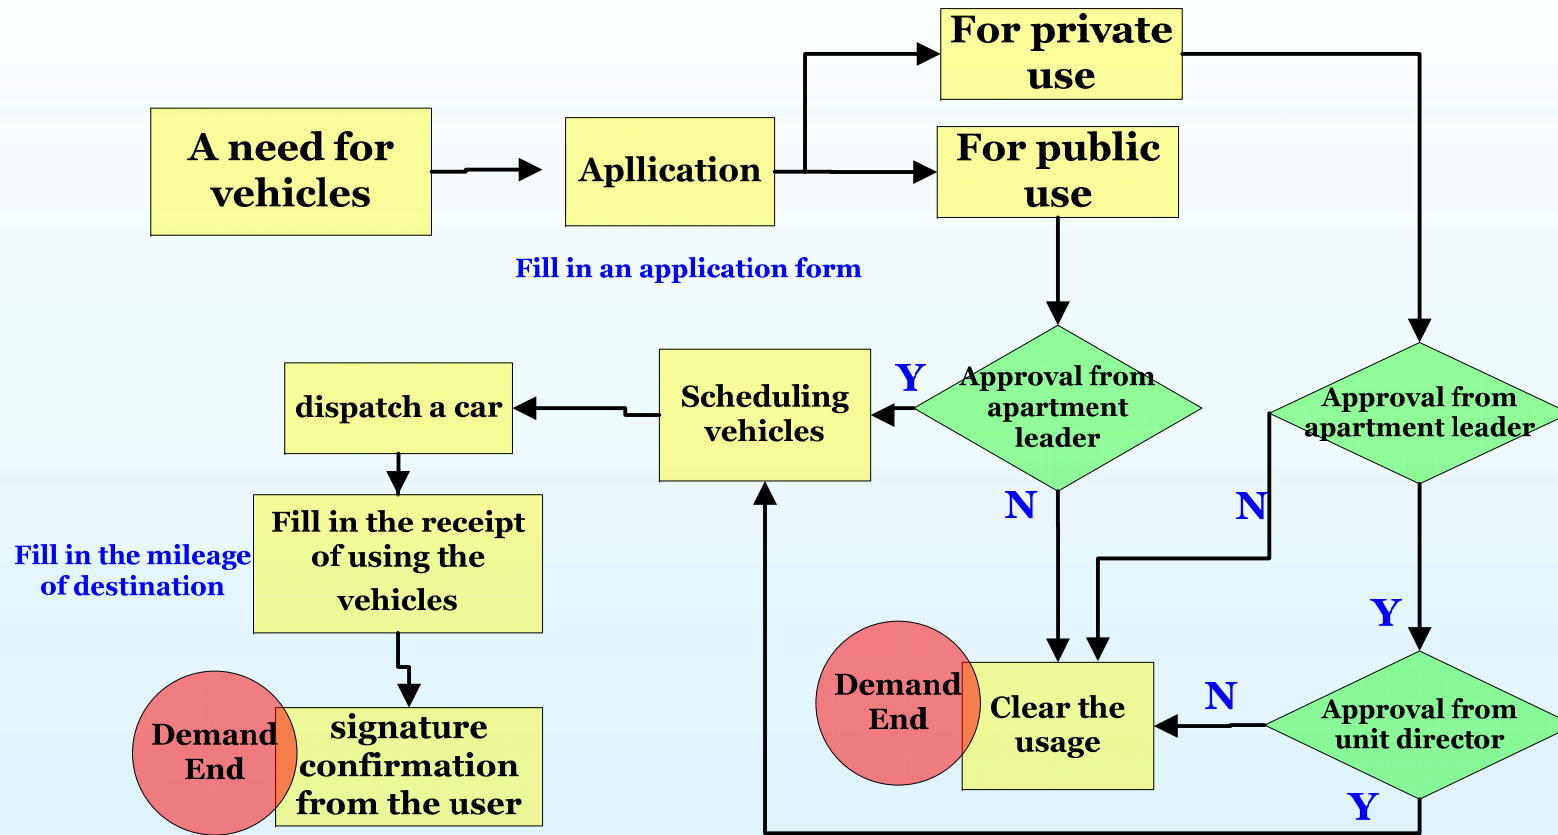 A need for
vehicles
Apllication
Fill in an application form
For private
use
For public
use
Approval from
apartment
leader
Y
N
Approval from
apartment leader
N
Y
Approval from
unit director
N
Y
Scheduling
vehicles
dispatch a car
Fill in the receipt
of using the
vehicles
Fill in the mileage
of destination
signature
confirmation
from the user
Demand
End
Clear the
usage
Demand
End